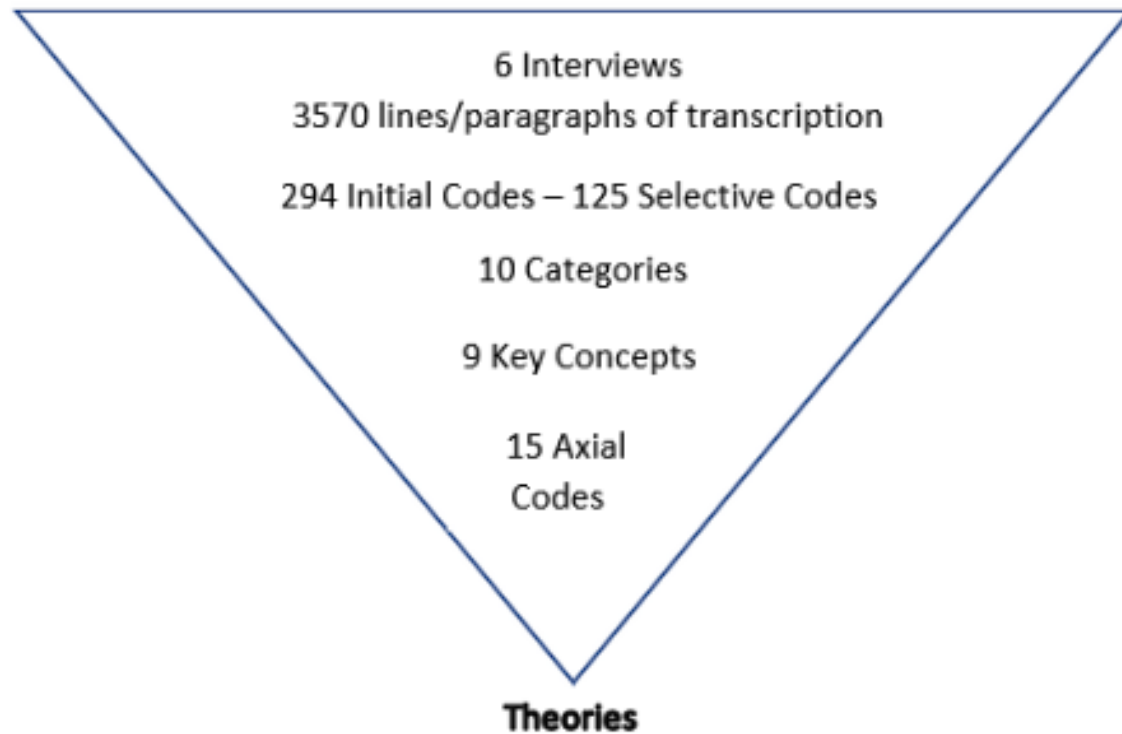 6 Interviews
3570 lines/paragraphs of transcription
294 Initial Codes – 125 Selective Codes
10 Categories
9 Key Concepts
15 Axial
Codes
Theories